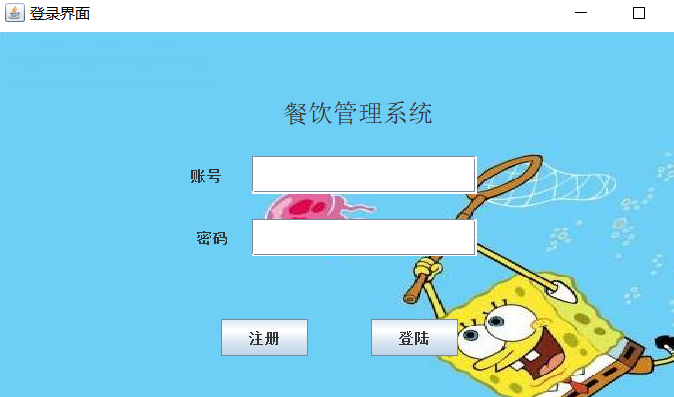 登录界面
餐饮管理系统
账号
密码
注册 登陆